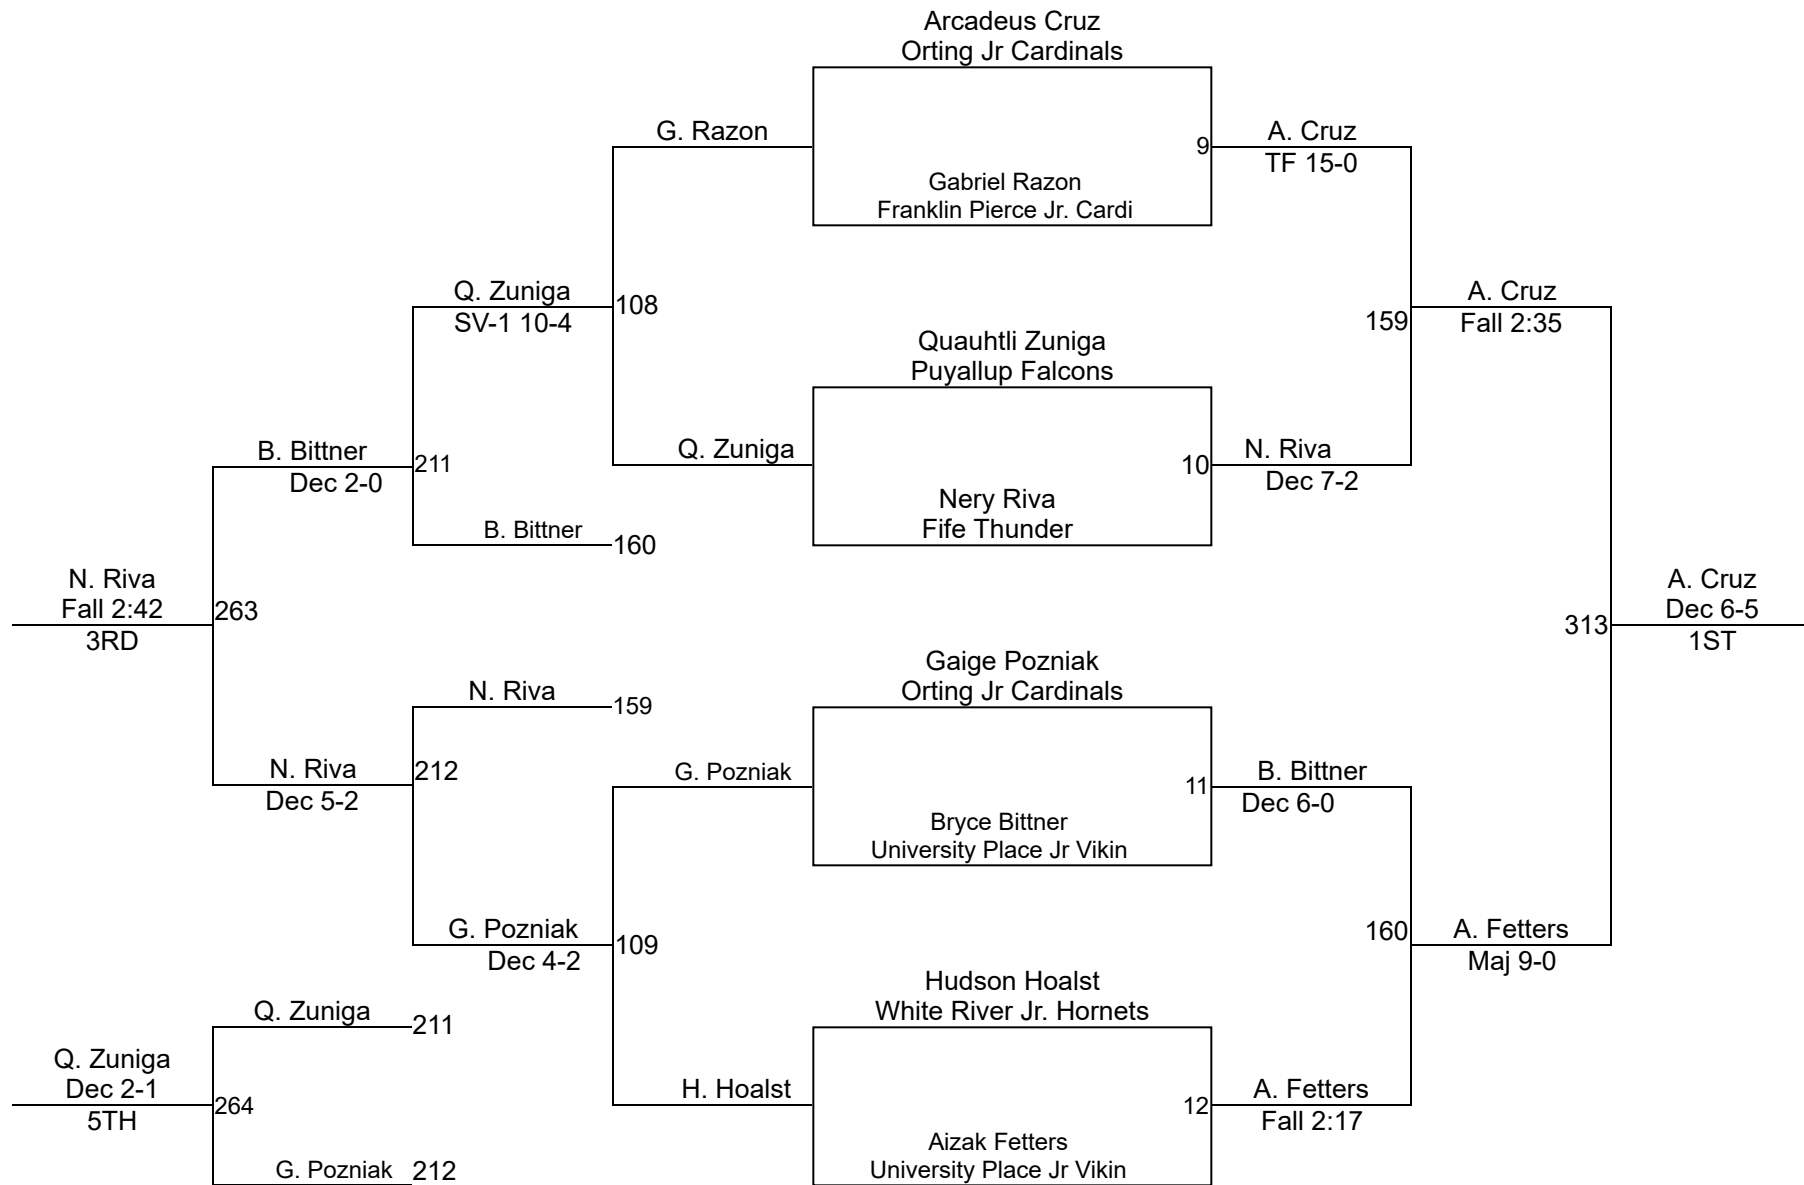 Arcadeus Cruz
Orting Jr Cardinals
G. Razon
9
A. Cruz
TF 15-0
Gabriel Razon
Franklin Pierce Jr. Cardi
Q. Zuniga
SV-1 10-4
108
159
A. Cruz
Fall 2:35
Quauhtli Zuniga
Puyallup Falcons
B. Bittner
Dec 2-0
211
Q. Zuniga
10
N. Riva
Dec 7-2
Nery Riva
Fife Thunder
B. Bittner
160
N. Riva
Fall 2:42
3RD
263
313
A. Cruz
Dec 6-5
1ST
N. Riva
159
Gaige Pozniak
Orting Jr Cardinals
N. Riva
Dec 5-2
212
G. Pozniak
11
B. Bittner
Dec 6-0
Bryce Bittner
University Place Jr Vikin
G. Pozniak
Dec 4-2
109
160
A. Fetters
Maj 9-0
Hudson Hoalst
White River Jr. Hornets
Q. Zuniga
211
Q. Zuniga
Dec 2-1
5TH
264
H. Hoalst
12
A. Fetters
Fall 2:17
Aizak Fetters
University Place Jr Vikin
G. Pozniak
212